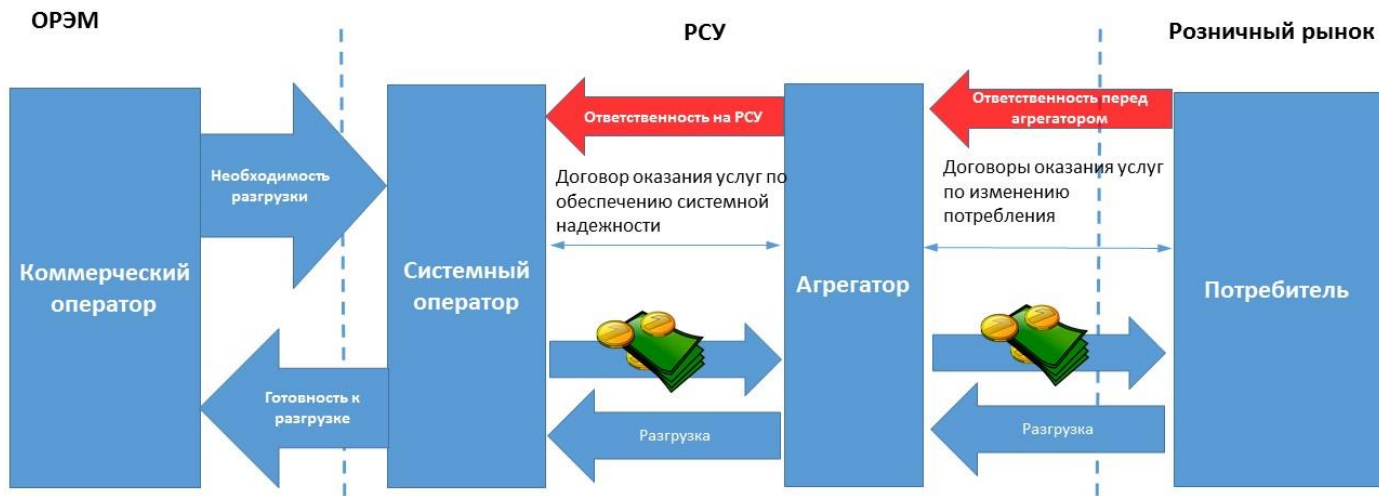 ОРЭМ
РСУ
Розничный рынок
Коммерческий
оператор
Необходимость
разгрузки
Готовность к
разгрузке
Системный
оператор
Ответственность на РСУ
Договор оказания услуг по
обеспечению системной
надежности
Разгрузка
Агрегатор
Ответственность перед
агрегатором
Договоры оказания услуг
по изменению
потребления
Разгрузка
Потребитель